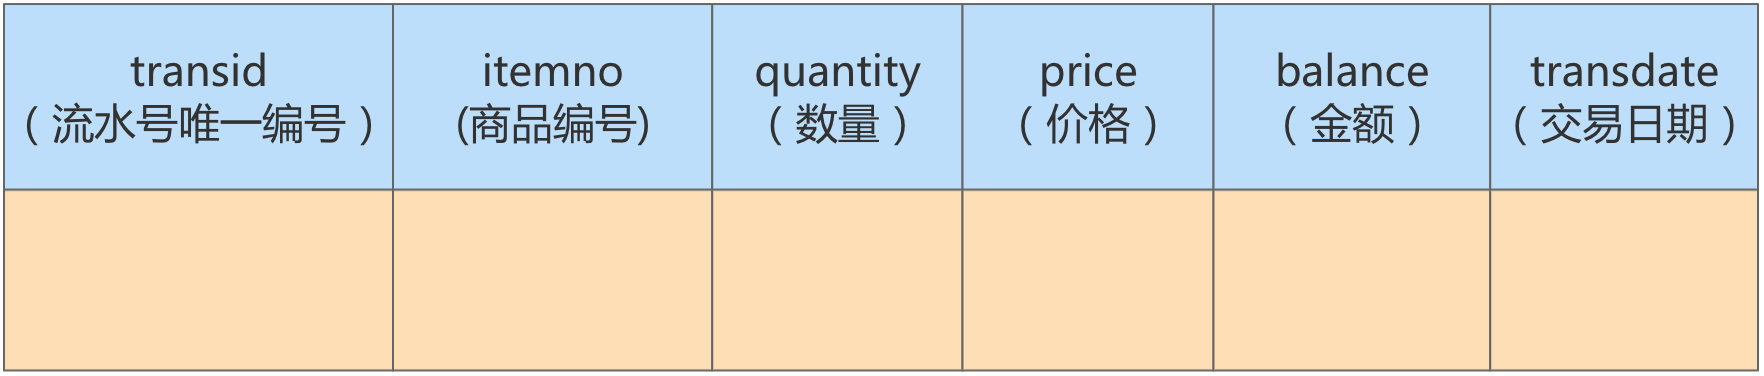 transid
（流水号唯一编号）
itemno
(商品编号)
quantity
（数量）
price
（价格）
balance
（金额）
transdate
（交易日期）